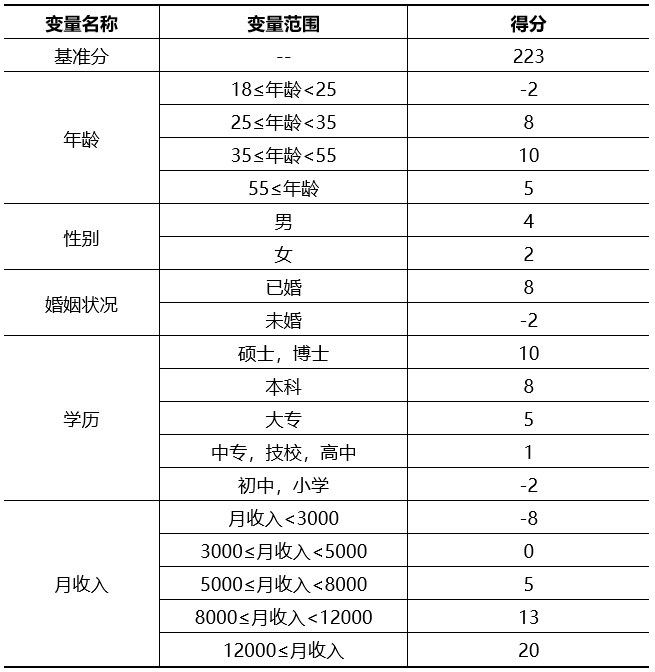 变量名称 变量范围 得分
基准分 -- 223
年龄 18≤年龄<25 -2
25≤年龄<35 8
35≤年龄<55 10
55≤年龄 5
性别 男 4
女 2
婚姻状况 已婚 8
未婚 -2
学历 硕士，博士 10
本科 8
大专 5
中专，技校，高中 1
初中，小学 -2
月收入 月收入<3000 -8
3000≤月收入<5000 0
5000≤月收入<8000 5
8000≤月收入<12000 13
12000≤月收入 20